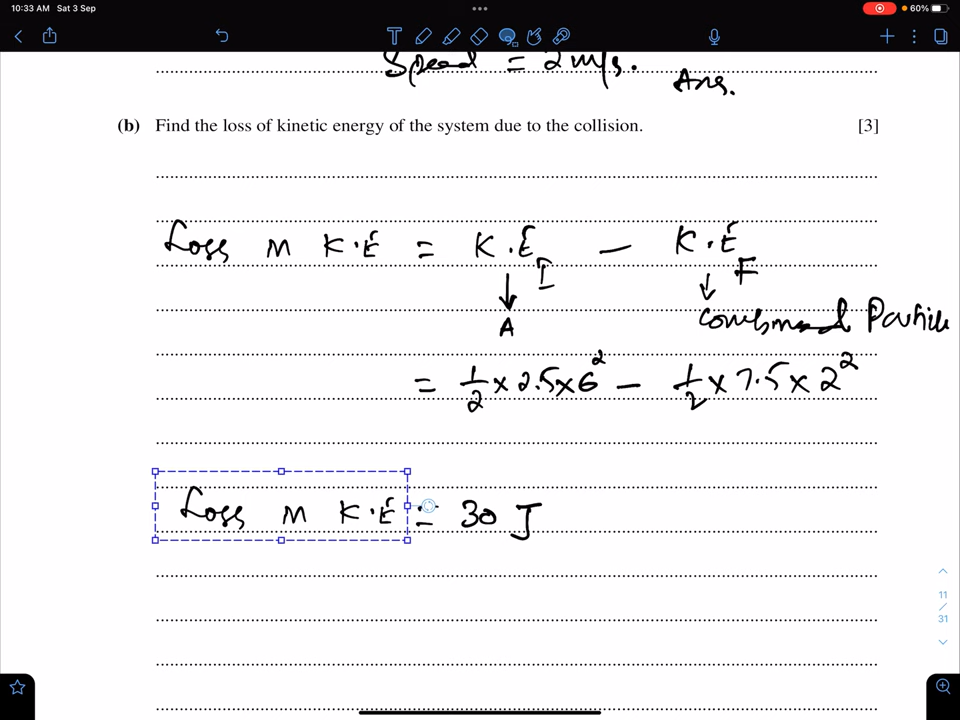 10:33 AM Sat 3 Sep 60%
Speed = 2 m/s.
Ans.
(b) Find the loss of kinetic energy of the system due to the collision. [3]
Loss in K.E = K.E I - K.E F
A Combined Particle
= 1/2 × 2.5 × 6² - 1/2 × 7.5 × 2²
Loss in K.E = 30 J
11
/
31